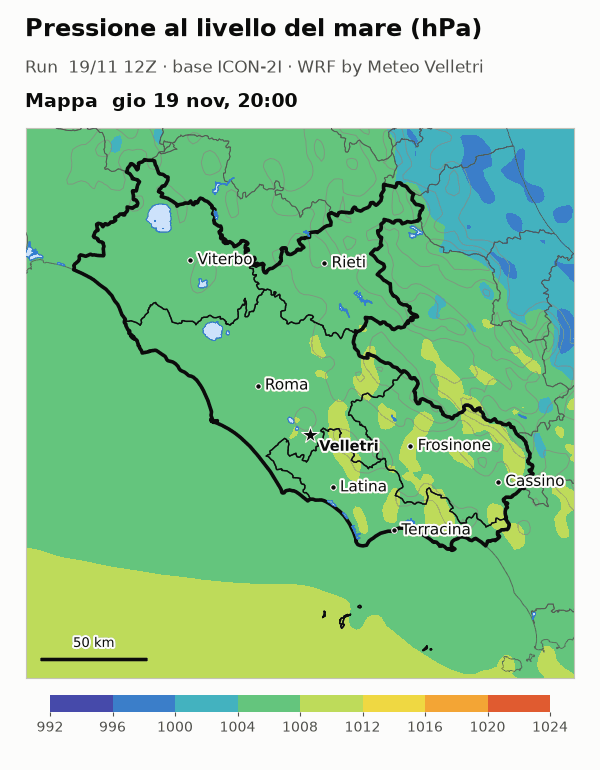 Pressione al livello del mare (hPa)
Run  19/11 12Z · base ICON-2I · WRF by Meteo Velletri
Mappa  gio 19 nov, 20:00
Viterbo
Rieti
Roma
Velletri
Frosinone
Cassino
Latina
Terracina
50 km
992 996 1000 1004 1008 1012 1016 1020 1024